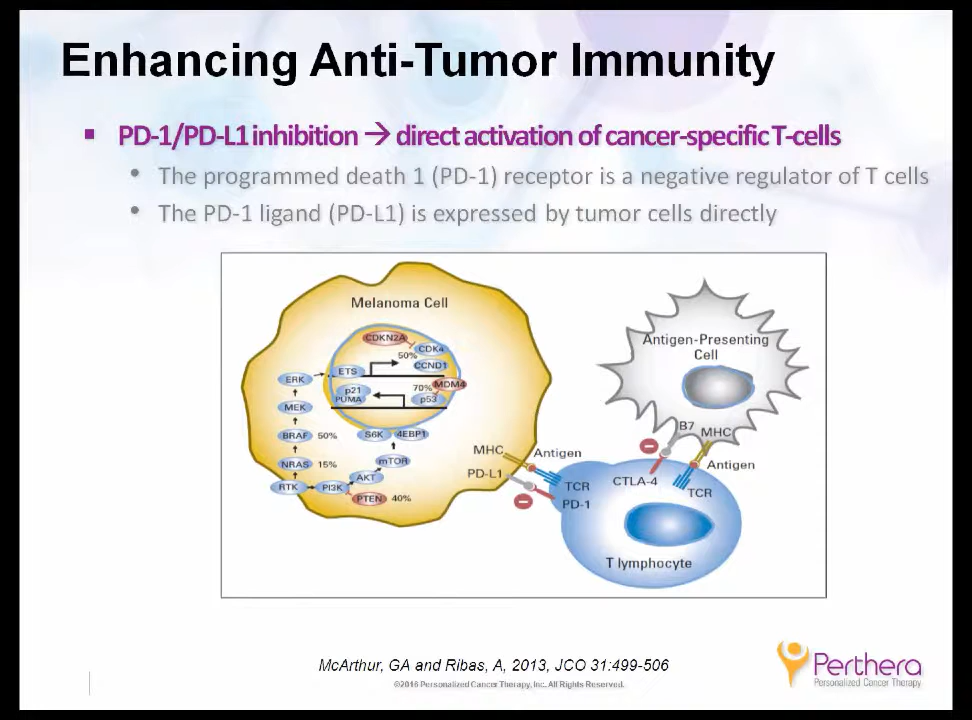 Enhancing Anti-Tumor Immunity
▪ PD-1/PD-L1 inhibition → direct activation of cancer-specific T-cells
• The programmed death 1 (PD-1) receptor is a negative regulator of T cells
• The PD-1 ligand (PD-L1) is expressed by tumor cells directly
Melanoma Cell
CDKN2A
CDK4
50%
CCND1
ETS
ERK
p21
PUMA
70%
MDM4
p53
MEK
BRAF 50%
S6K
4EBP1
NRAS 15%
mTOR
AKT
RTK
PI3K
PTEN 40%
MHC
Antigen
PD-L1
TCR
PD-1
Antigen-Presenting
Cell
B7
MHC
Antigen
CTLA-4
TCR
T lymphocyte
McArthur, GA and Ribas, A, 2013, JCO 31:499-506
©2016 Personalized Cancer Therapy, Inc. All Rights Reserved.
Perthera
Personalized Cancer Therapy